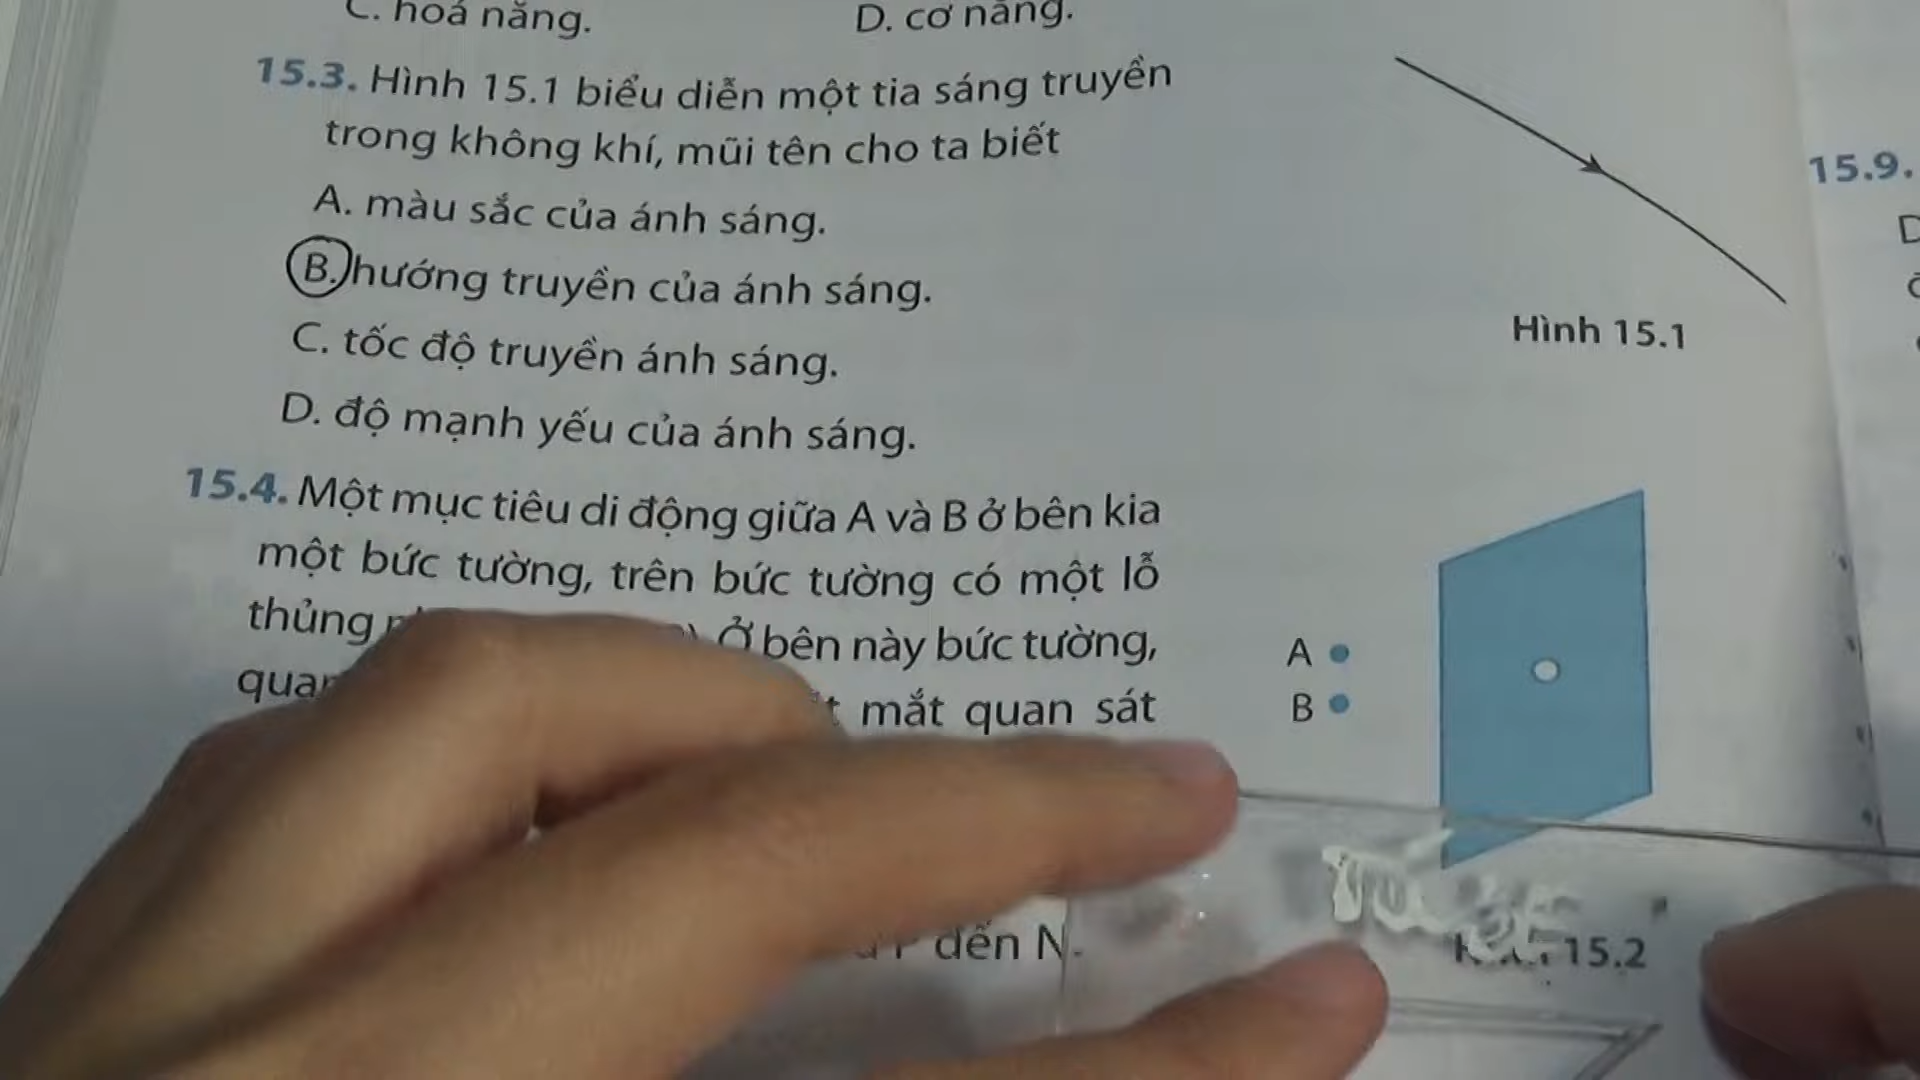 C. hoá năng.
D. cơ năng.
15.3. Hình 15.1 biểu diễn một tia sáng truyền
trong không khí, mũi tên cho ta biết
A. màu sắc của ánh sáng.
B. hướng truyền của ánh sáng.
C. tốc độ truyền ánh sáng.
D. độ mạnh yếu của ánh sáng.
Hình 15.1
15.4. Một mục tiêu di động giữa A và B ở bên kia
một bức tường, trên bức tường có một lỗ
thủng Ở bên này bức tường,
mắt quan sát
đến N.
A
B
15.2
15.9.